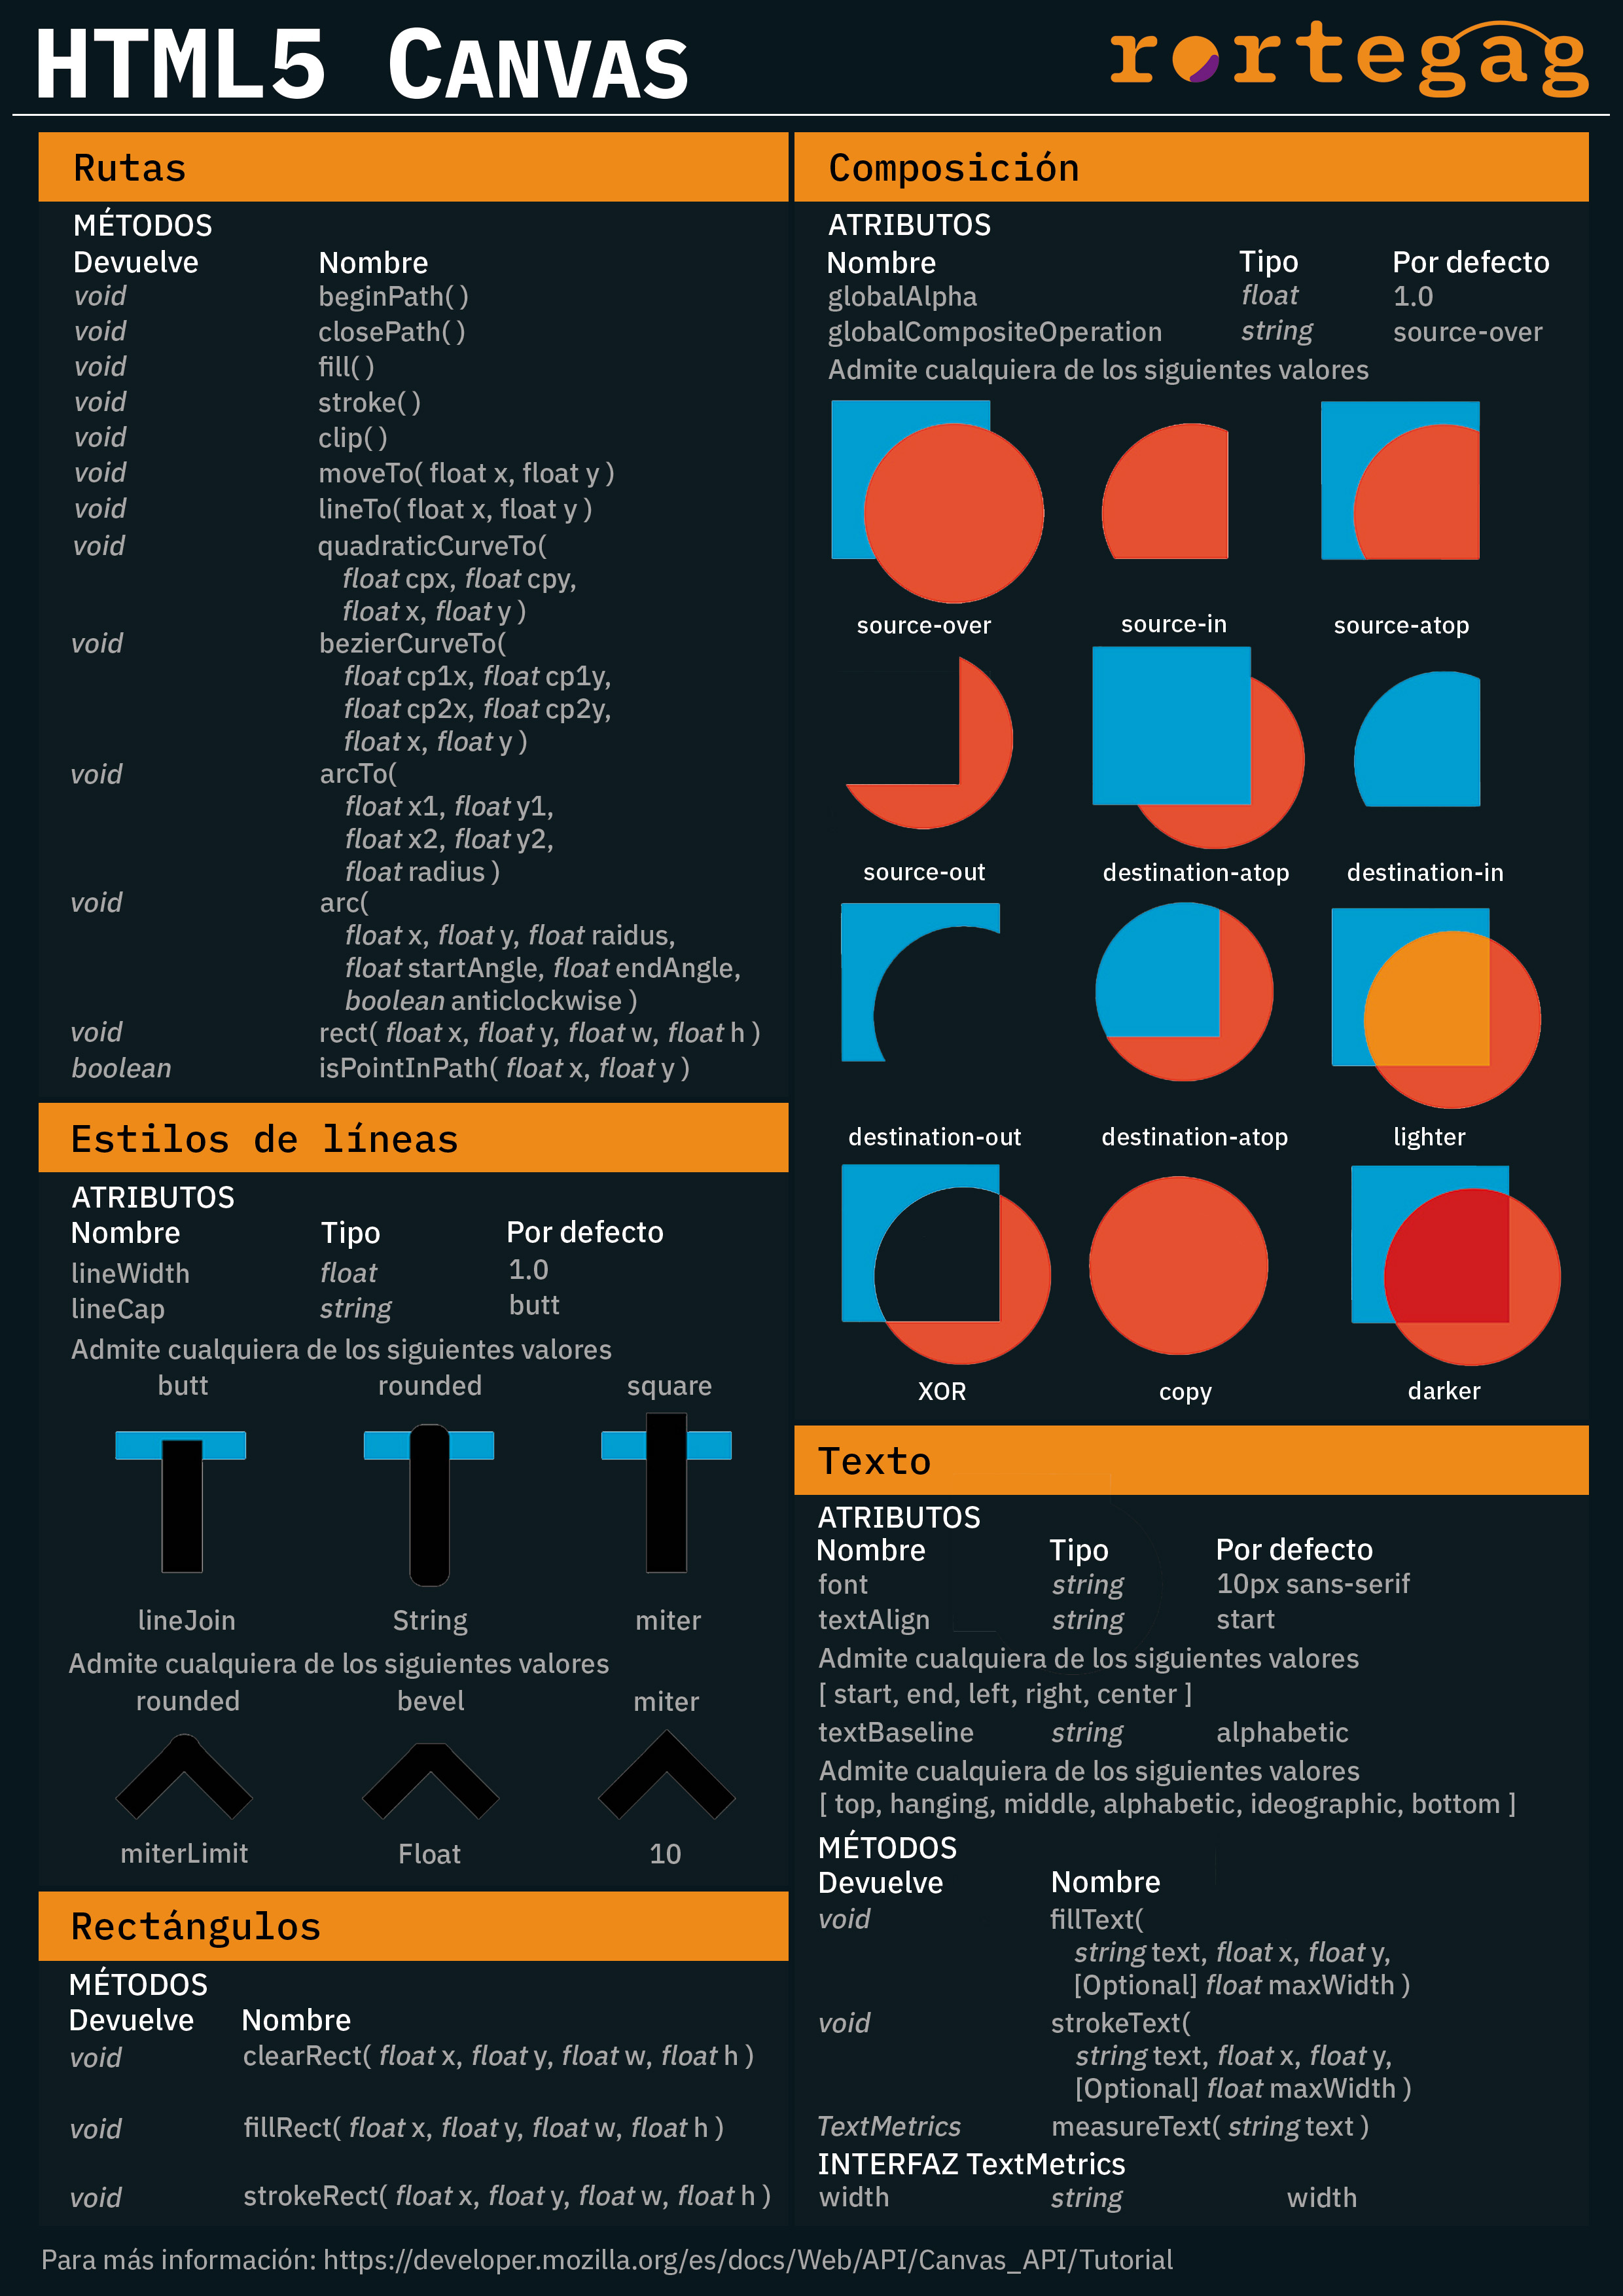 HTML5 CANVAS
rortegag
Rutas
MÉTODOS
Devuelve Nombre
void beginPath( )
void closePath( )
void fill( )
void stroke( )
void clip( )
void moveTo( float x, float y )
void lineTo( float x, float y )
void quadraticCurveTo(
float cpx, float cpy,
float x, float y )
void bezierCurveTo(
float cp1x, float cp1y,
float cp2x, float cp2y,
float x, float y )
void arcTo(
float x1, float y1,
float x2, float y2,
float radius )
void arc(
float x, float y, float raidus,
float startAngle, float endAngle,
boolean anticlockwise )
void rect( float x, float y, float w, float h )
boolean isPointInPath( float x, float y )
Estilos de líneas
ATRIBUTOS
Nombre Tipo Por defecto
lineWidth float 1.0
lineCap string butt
Admite cualquiera de los siguientes valores
butt rounded square
lineJoin String miter
Admite cualquiera de los siguientes valores
rounded bevel miter
miterLimit Float 10
Rectángulos
MÉTODOS
Devuelve Nombre
void clearRect( float x, float y, float w, float h )
void fillRect( float x, float y, float w, float h )
void strokeRect( float x, float y, float w, float h )
Composición
ATRIBUTOS
Nombre Tipo Por defecto
globalAlpha float 1.0
globalCompositeOperation string source-over
Admite cualquiera de los siguientes valores
source-over source-in source-atop
source-out destination-atop destination-in
destination-out destination-atop lighter
XOR copy darker
Texto
ATRIBUTOS
Nombre Tipo Por defecto
font string 10px sans-serif
textAlign string start
Admite cualquiera de los siguientes valores
[ start, end, left, right, center ]
textBaseline string alphabetic
Admite cualquiera de los siguientes valores
[ top, hanging, middle, alphabetic, ideographic, bottom ]
MÉTODOS
Devuelve Nombre
void fillText(
string text, float x, float y,
[Optional] float maxWidth )
void strokeText(
string text, float x, float y,
[Optional] float maxWidth )
TextMetrics measureText( string text )
INTERFAZ TextMetrics
width string width
Para más información: https://developer.mozilla.org/es/docs/Web/API/Canvas_API/Tutorial